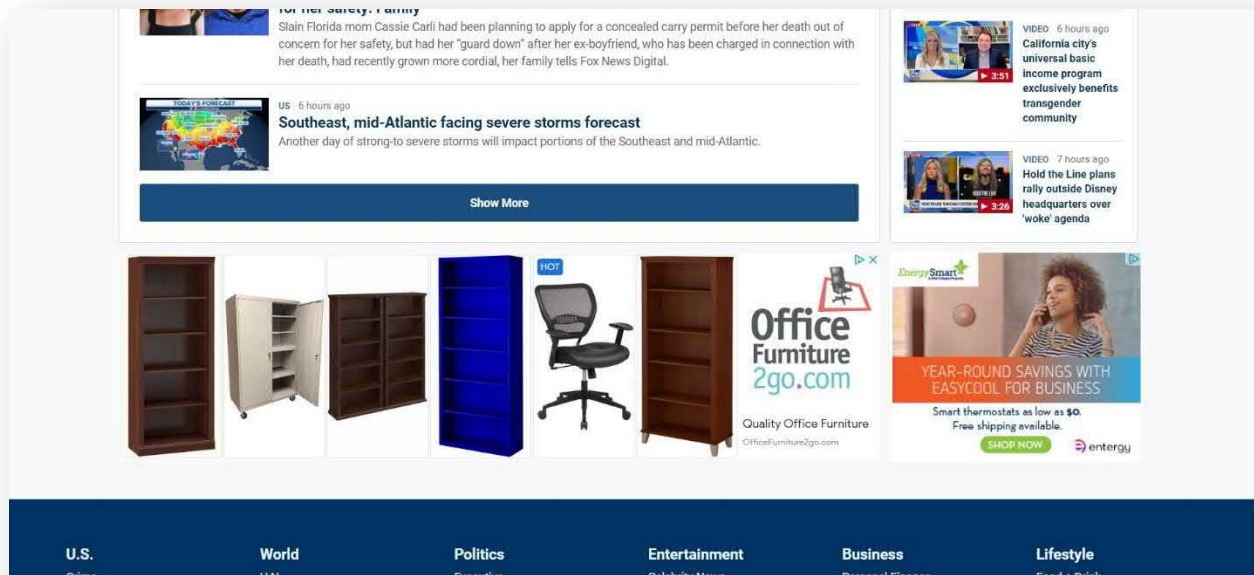 for her safety: Family
Slain Florida mom Cassie Carli had been planning to apply for a concealed carry permit before her death out of
concern for her safety, but had her "guard down" after her ex-boyfriend, who has been charged in connection with
her death, had recently grown more cordial, her family tells Fox News Digital.
TODAY'S FORECAST
US 6 hours ago
Southeast, mid-Atlantic facing severe storms forecast
Another day of strong-to severe storms will impact portions of the Southeast and mid-Atlantic.
Show More
VIDEO 6 hours ago
California city's
universal basic
income program
exclusively benefits
transgender
community
3:51
VIDEO 7 hours ago
Hold the Line plans
rally outside Disney
headquarters over
'woke' agenda
3:26
HOT
Office
Furniture
2go.com
Quality Office Furniture
OfficeFurniture2go.com
EnergySmart
YEAR-ROUND SAVINGS WITH
EASYCOOL FOR BUSINESS
Smart thermostats as low as $0.
Free shipping available.
SHOP NOW
entergy
U.S. World Politics Entertainment Business Lifestyle
Crime U.N. Executive Celebrity News Personal Finance Food + Drink